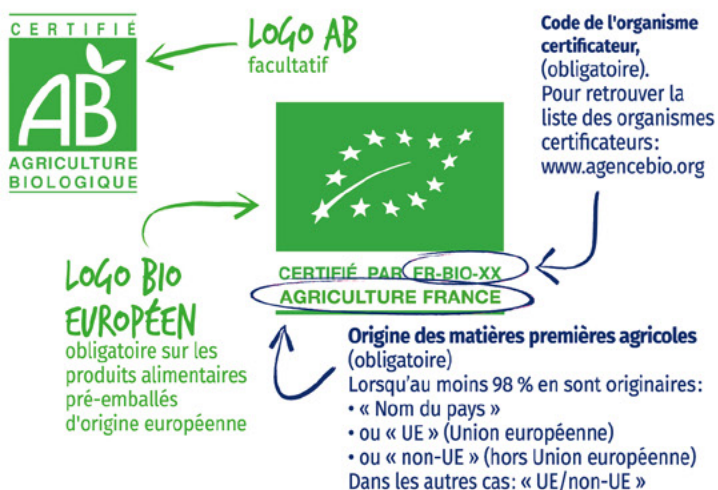 CERTIFIÉ
AB
AGRICULTURE
BIOLOGIQUE
LOGO AB
facultatif
Code de l'organisme
certificateur,
(obligatoire).
Pour retrouver la
liste des organismes
certificateurs:
www.agencebio.org
CERTIFIÉ PAR FR-BIO-XX
AGRICULTURE FRANCE
LOGO BIO
EUROPÉEN
obligatoire sur les
produits alimentaires
pré-emballés
d'origine européenne
Origine des matières premières agricoles
(obligatoire)
Lorsqu'au moins 98 % en sont originaires:
• « Nom du pays »
• ou « UE » (Union européenne)
• ou « non-UE » (hors Union européenne)
Dans les autres cas: « UE/non-UE »